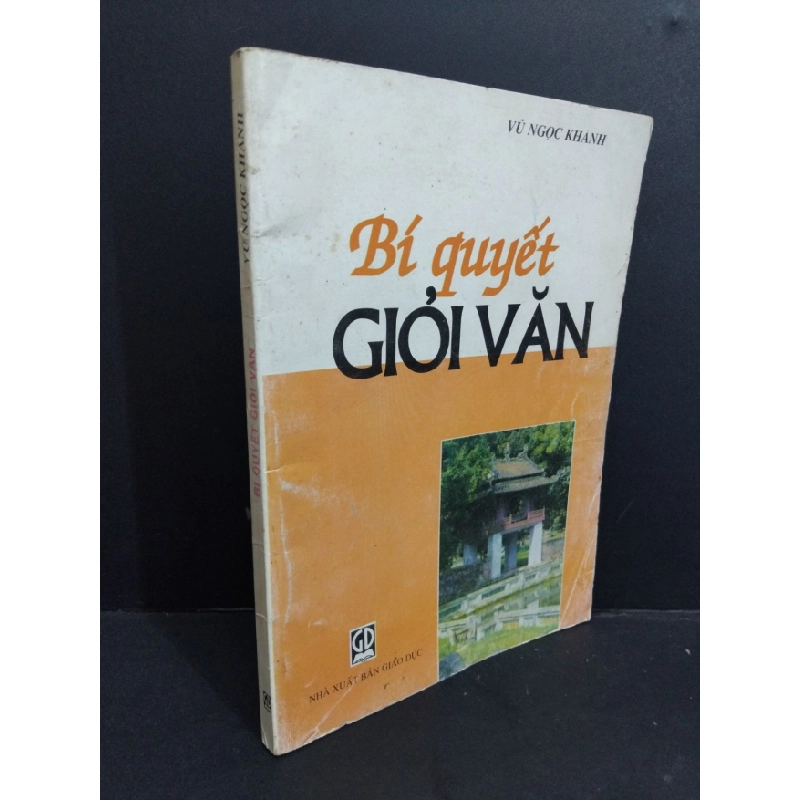 VŨ NGỌC KHÁNH
Bí quyết
GIỎI VĂN
GD
NHÀ XUẤT BẢN GIÁO DỤC
VŨ NGỌC KHÁNH
BÍ QUYẾT GIỎI VĂN